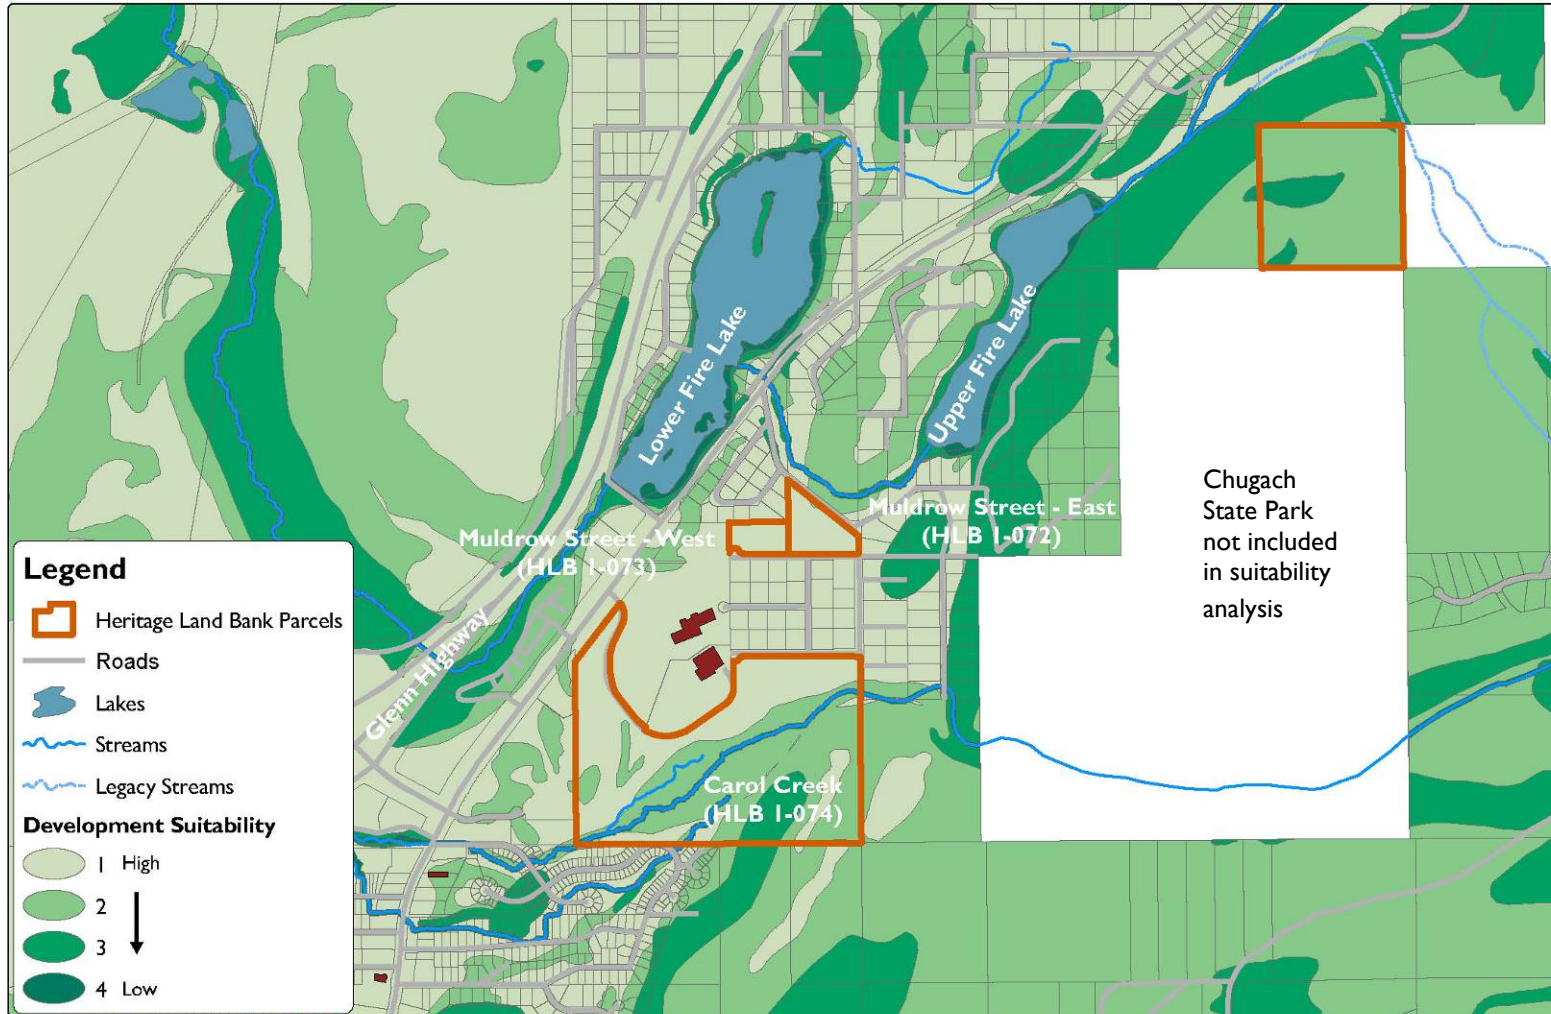 Lower Fire Lake
Upper Fire Lake
Chugach
State Park
not included
in suitability
analysis
Muldrow Street - West
(HLB 1-073)
Muldrow Street - East
(HLB 1-072)
Glenn Highway
Carol Creek
(HLB 1-074)
Legend
Heritage Land Bank Parcels
Roads
Lakes
Streams
Legacy Streams
Development Suitability
1 High
2
3
4 Low